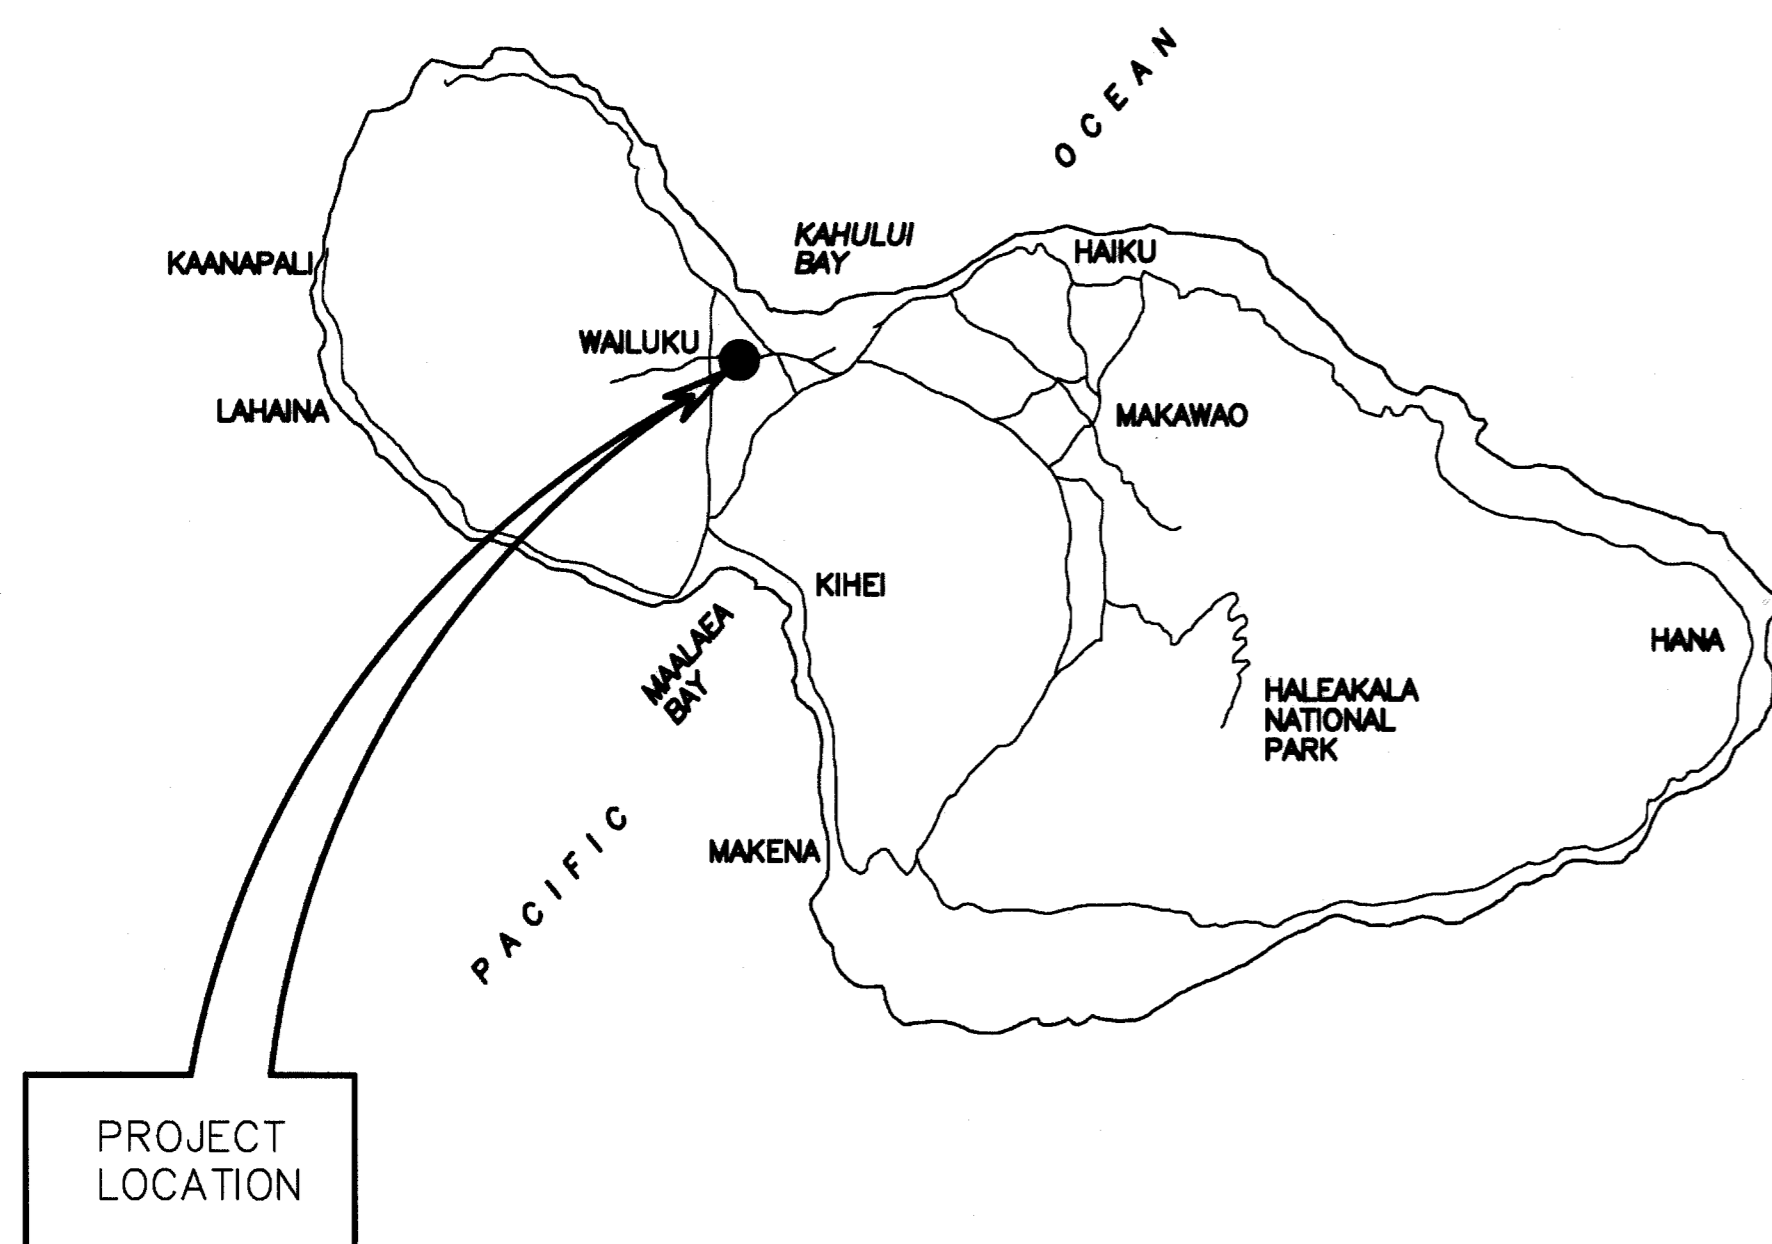 OCEAN
KAHULUI
BAY
HAIKU
KAANAPALI
WAILUKU
LAHAINA
MAKAWAO
KIHEI
MAALAEA
BAY
HANA
HALEAKALA
NATIONAL
PARK
PACIFIC
MAKENA
PROJECT
LOCATION